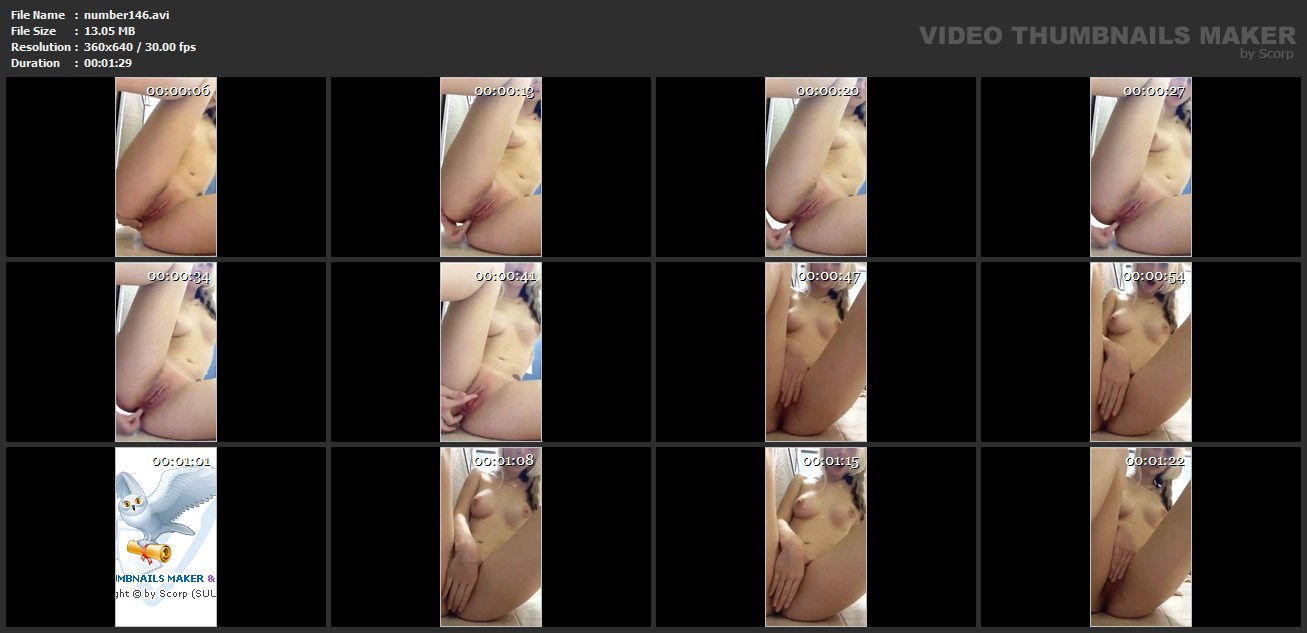 File Name : number146.avi
File Size : 13.05 MB
Resolution : 360x640 / 30.00 fps
Duration : 00:01:29
VIDEO THUMBNAILS MAKER
by Scorp
00:00:06
00:00:13
00:00:20
00:00:27
00:00:34
00:00:41
00:00:47
00:00:54
00:01:01
UMBNAILS MAKER &
ght © by Scorp (SUU
00:01:08
00:01:15
00:01:22